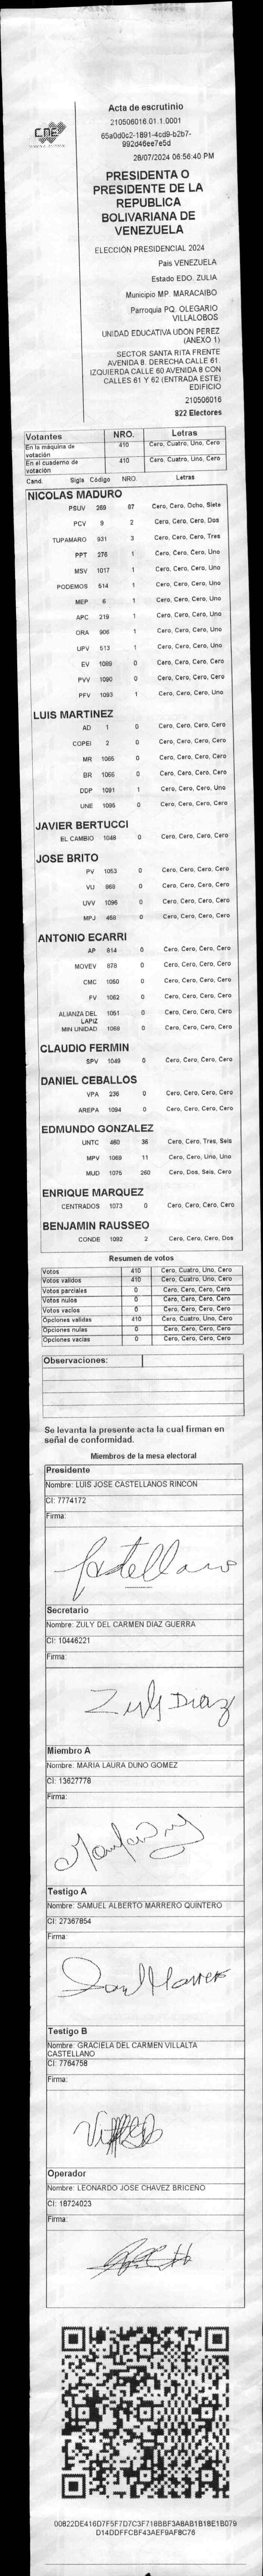 Acta de escrutinio
210506016.01.1.0001
65a0d0c2-1891-4cd9-b2b7-
992d46ee7e5d
28/07/2024 06:56:40 PM
CNE
PRESIDENTA O
PRESIDENTE DE LA
REPUBLICA
BOLIVARIANA DE
VENEZUELA
ELECCIÓN PRESIDENCIAL 2024
Pais VENEZUELA
Estado EDO. ZULIA
Municipio MP. MARACAIBO
Parroquia PQ. OLEGARIO
VILLALOBOS
UNIDAD EDUCATIVA UDON PEREZ
(ANEXO 1)
SECTOR SANTA RITA FRENTE
AVENIDA 8. DERECHA CALLE 61.
IZQUIERDA CALLE 60 AVENIDA 8 CON
CALLES 61 Y 62 (ENTRADA ESTE)
EDIFICIO
210506016
822 Electores
Votantes NRO. Letras
En la máquina de votación 410 Cero, Cuatro, Uno, Cero
En el cuaderno de votación 410 Cero, Cuatro, Uno, Cero
Cand. Sigla Código NRO. Letras
NICOLAS MADURO
PSUV 269 87 Cero, Cero, Ocho, Siete
PCV 9 2 Cero, Cero, Cero, Dos
TUPAMARO 931 3 Cero, Cero, Cero, Tres
PPT 276 1 Cero, Cero, Cero, Uno
MSV 1017 1 Cero, Cero, Cero, Uno
PODEMOS 514 1 Cero, Cero, Cero, Uno
MEP 6 1 Cero, Cero, Cero, Uno
APC 219 1 Cero, Cero, Cero, Uno
ORA 906 1 Cero, Cero, Cero, Uno
UPV 513 1 Cero, Cero, Cero, Uno
EV 1089 0 Cero, Cero, Cero, Cero
PVV 1090 0 Cero, Cero, Cero, Cero
PFV 1093 1 Cero, Cero, Cero, Uno
LUIS MARTINEZ
AD 1 0 Cero, Cero, Cero, Cero
COPEI 2 0 Cero, Cero, Cero, Cero
MR 1065 0 Cero, Cero, Cero, Cero
BR 1066 0 Cero, Cero, Cero, Cero
DDP 1091 1 Cero, Cero, Cero, Uno
UNE 1095 0 Cero, Cero, Cero, Cero
JAVIER BERTUCCI
EL CAMBIO 1048 0 Cero, Cero, Cero, Cero
JOSE BRITO
PV 1053 0 Cero, Cero, Cero, Cero
VU 868 0 Cero, Cero, Cero, Cero
UVV 1096 0 Cero, Cero, Cero, Cero
MPJ 459 0 Cero, Cero, Cero, Cero
ANTONIO ECARRI
AP 814 0 Cero, Cero, Cero, Cero
MOVEV 878 0 Cero, Cero, Cero, Cero
CMC 1050 0 Cero, Cero, Cero, Cero
FV 1062 0 Cero, Cero, Cero, Cero
ALIANZA DEL LAPIZ 1051 0 Cero, Cero, Cero, Cero
MIN UNIDAD 1068 0 Cero, Cero, Cero, Cero
CLAUDIO FERMIN
SPV 1049 0 Cero, Cero, Cero, Cero
DANIEL CEBALLOS
VPA 236 0 Cero, Cero, Cero, Cero
AREPA 1094 0 Cero, Cero, Cero, Cero
EDMUNDO GONZALEZ
UNTC 460 36 Cero, Cero, Tres, Seis
MPV 1069 11 Cero, Cero, Uno, Uno
MUD 1075 260 Cero, Dos, Seis, Cero
ENRIQUE MARQUEZ
CENTRADOS 1073 0 Cero, Cero, Cero, Cero
BENJAMIN RAUSSEO
CONDE 1092 2 Cero, Cero, Cero, Dos
Resumen de votos
Votos 410 Cero, Cuatro, Uno, Cero
Votos validos 410 Cero, Cuatro, Uno, Cero
Votos parciales 0 Cero, Cero, Cero, Cero
Votos nulos 0 Cero, Cero, Cero, Cero
Votos vacios 0 Cero, Cero, Cero, Cero
Opciones validas 410 Cero, Cuatro, Uno, Cero
Opciones nulas 0 Cero, Cero, Cero, Cero
Opciones vacias 0 Cero, Cero, Cero, Cero
Observaciones:
Se levanta la presente acta la cual firman en
señal de conformidad.
Miembros de la mesa electoral
Presidente
Nombre: LUIS JOSE CASTELLANOS RINCON
CI: 7774172
Firma:
Secretario
Nombre: ZULY DEL CARMEN DIAZ GUERRA
CI: 10446221
Firma:
Zuly Diaz
Miembro A
Nombre: MARIA LAURA DUNO GOMEZ
CI: 13627778
Firma:
Testigo A
Nombre: SAMUEL ALBERTO MARRERO QUINTERO
CI: 27367854
Firma:
Testigo B
Nombre: GRACIELA DEL CARMEN VILLALTA
CASTELLANO
CI: 7764758
Firma:
Operador
Nombre: LEONARDO JOSE CHAVEZ BRICEÑO
CI: 18724023
Firma:
00822DE416D7F5F7D7C3F718BBF3A8AB1B18E1B079
D14DDFFCBF43AEF9AF8C76